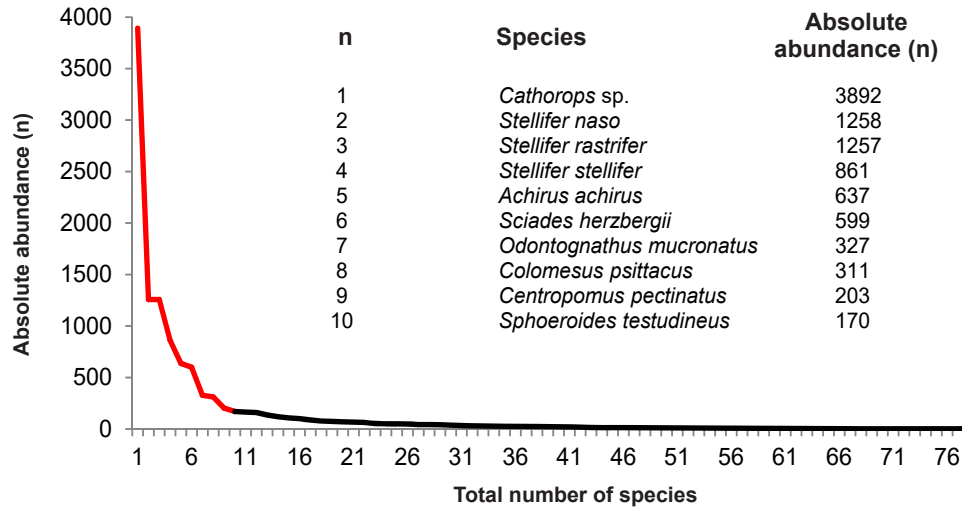 Absolute abundance (n)
4000
3500
3000
2500
2000
1500
1000
500
0
n Species Absolute
abundance (n)
1 Cathorops sp. 3892
2 Stellifer naso 1258
3 Stellifer rastrifer 1257
4 Stellifer stellifer 861
5 Achirus achirus 637
6 Sciades herzbergii 599
7 Odontognathus mucronatus 327
8 Colomesus psittacus 311
9 Centropomus pectinatus 203
10 Sphoeroides testudineus 170
1 6 11 16 21 26 31 36 41 46 51 56 61 66 71 76
Total number of species